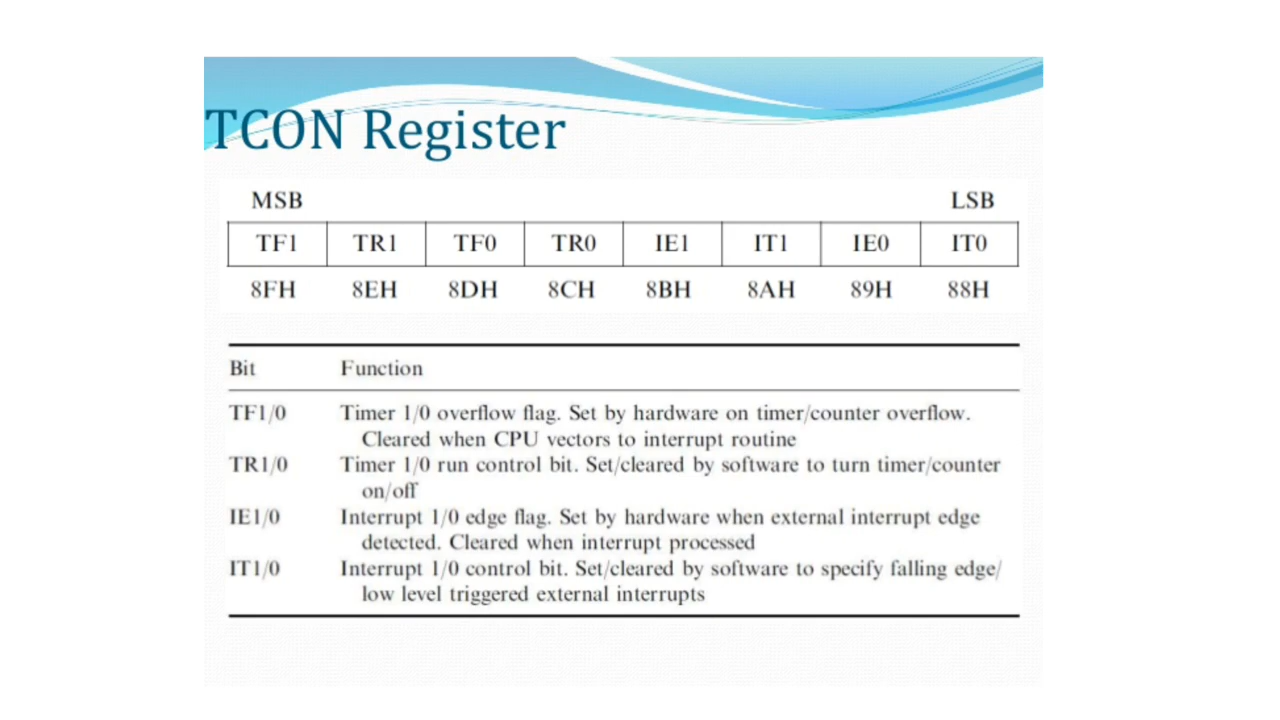 TCON Register
MSB LSB
TF1 TR1 TF0 TR0 IE1 IT1 IE0 IT0
8FH 8EH 8DH 8CH 8BH 8AH 89H 88H
Bit Function
TF1/0 Timer 1/0 overflow flag. Set by hardware on timer/counter overflow.
Cleared when CPU vectors to interrupt routine
TR1/0 Timer 1/0 run control bit. Set/cleared by software to turn timer/counter
on/off
IE1/0 Interrupt 1/0 edge flag. Set by hardware when external interrupt edge
detected. Cleared when interrupt processed
IT1/0 Interrupt 1/0 control bit. Set/cleared by software to specify falling edge/
low level triggered external interrupts